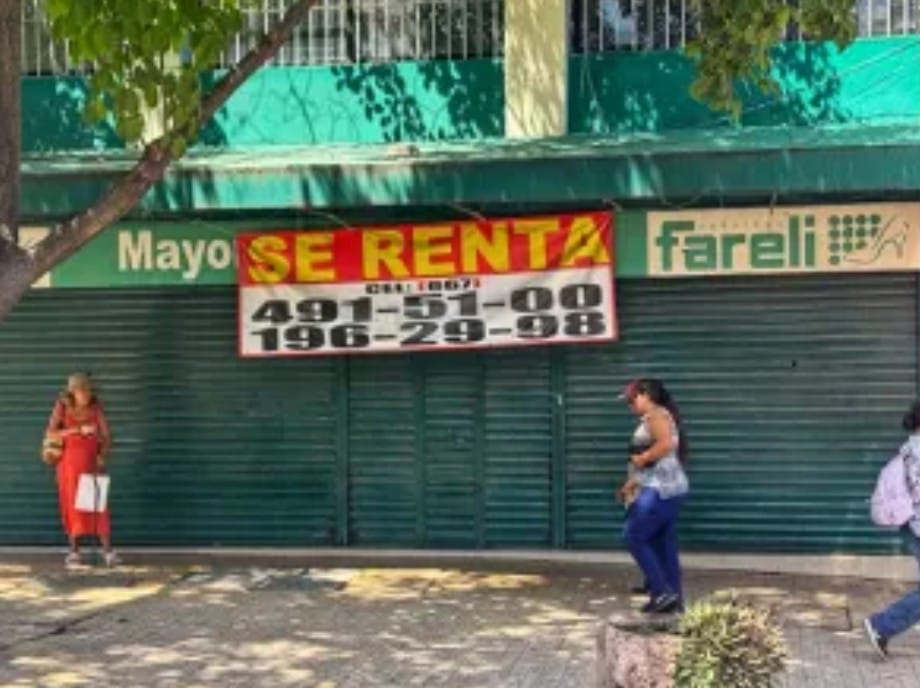 Mayo
SE RENTA
CEL: (867)
491-51-00
196-29-98
fareli